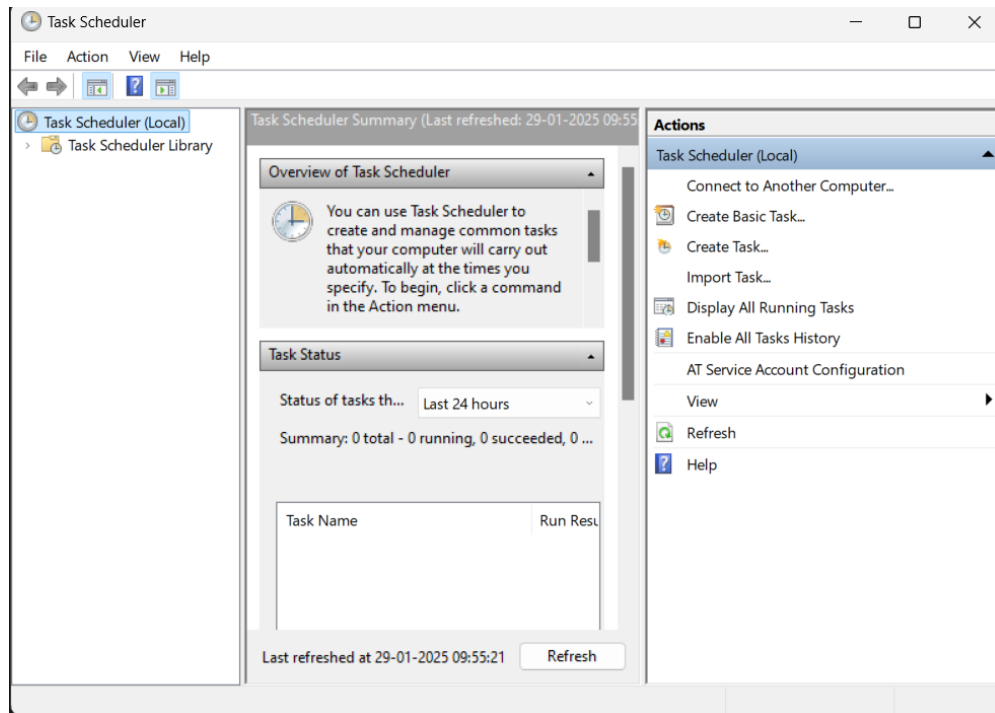 Task Scheduler
File Action View Help
Task Scheduler (Local)
Task Scheduler Library
Task Scheduler Summary (Last refreshed: 29-01-2025 09:55
Overview of Task Scheduler
You can use Task Scheduler to
create and manage common tasks
that your computer will carry out
automatically at the times you
specify. To begin, click a command
in the Action menu.
Task Status
Status of tasks th... Last 24 hours
Summary: 0 total - 0 running, 0 succeeded, 0 ...
Task Name Run Resu
Last refreshed at 29-01-2025 09:55:21 Refresh
Actions
Task Scheduler (Local)
Connect to Another Computer...
Create Basic Task...
Create Task...
Import Task...
Display All Running Tasks
Enable All Tasks History
AT Service Account Configuration
View
Refresh
Help